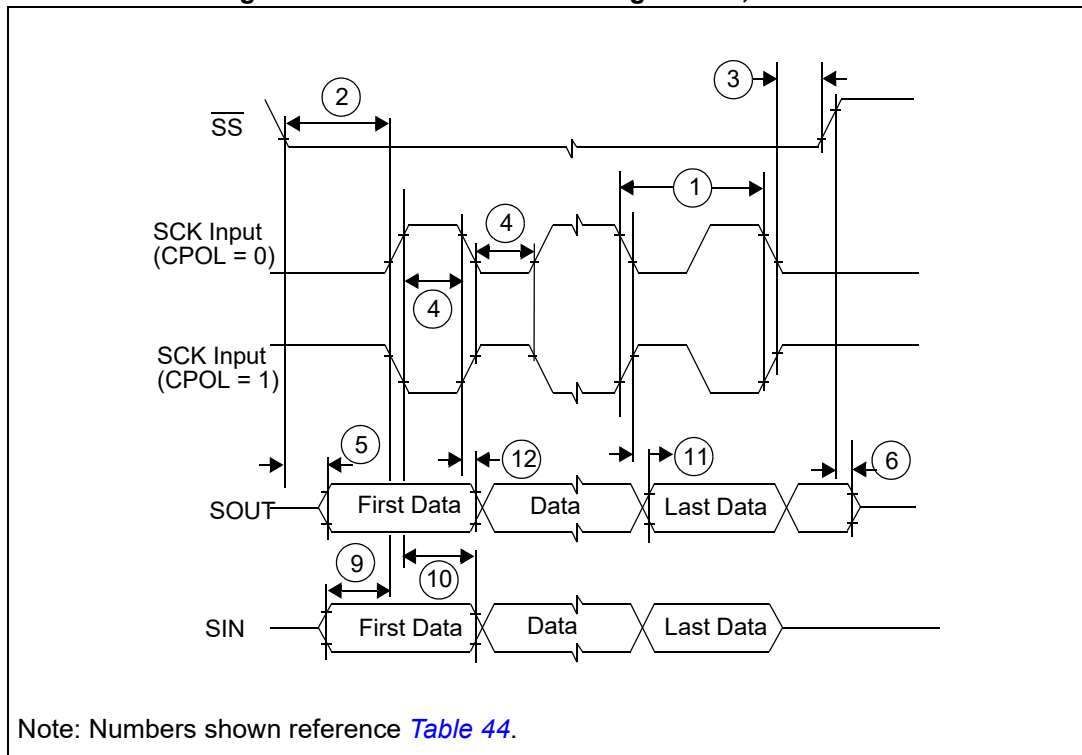 2
3
SS
1
SCK Input
(CPOL = 0)
4
4
SCK Input
(CPOL = 1)
5
12
11
6
SOUT
First Data
Data
Last Data
9
10
SIN
First Data
Data
Last Data
Note: Numbers shown reference Table 44.